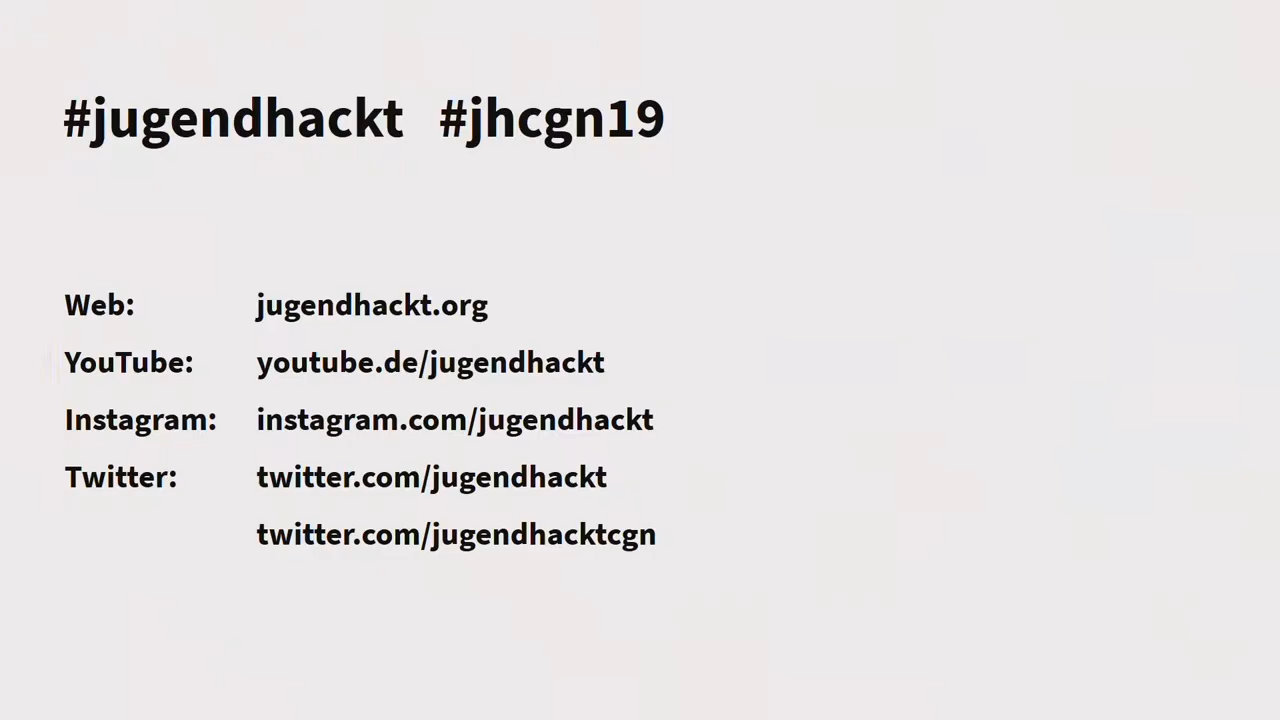 #jugendhackt #jhcgn19
Web: jugendhackt.org
YouTube: youtube.de/jugendhackt
Instagram: instagram.com/jugendhackt
Twitter: twitter.com/jugendhackt
twitter.com/jugendhacktcgn